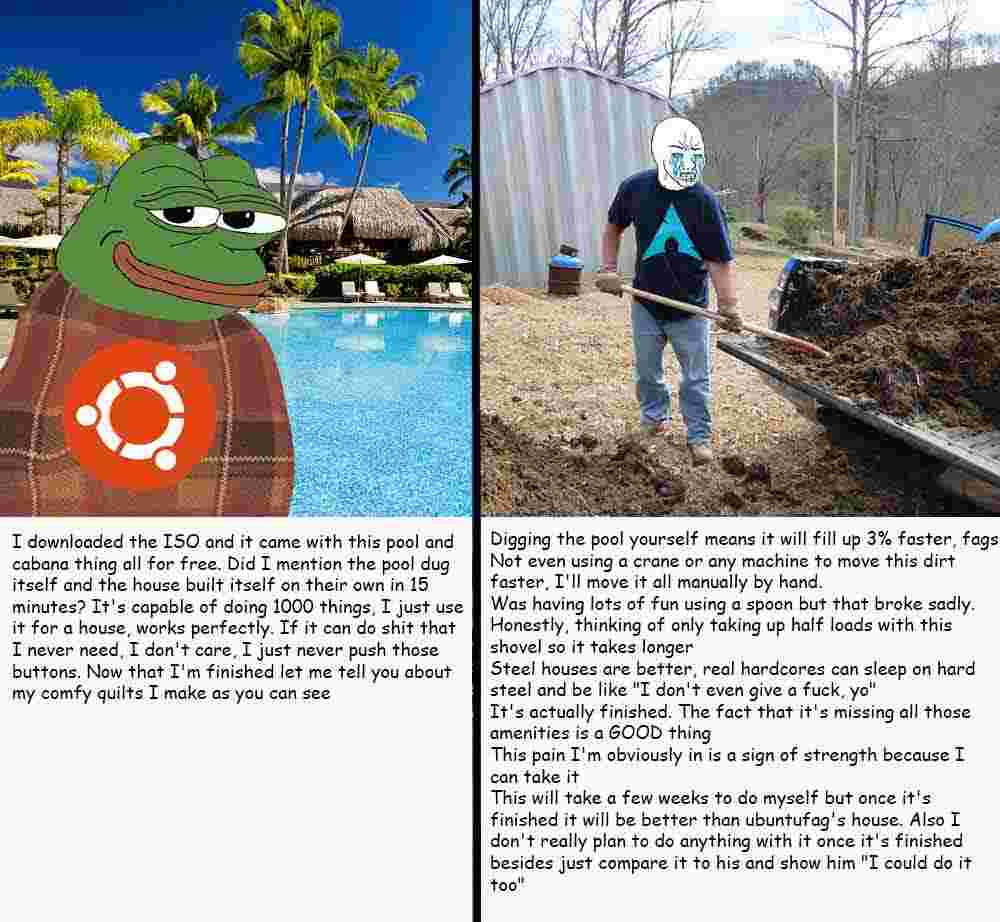 I downloaded the ISO and it came with this pool and
cabana thing all for free. Did I mention the pool dug
itself and the house built itself on their own in 15
minutes? It's capable of doing 1000 things, I just use
it for a house, works perfectly. If it can do shit that
I never need, I don't care, I just never push those
buttons. Now that I'm finished let me tell you about
my comfy quilts I make as you can see
Digging the pool yourself means it will fill up 3% faster, fags
Not even using a crane or any machine to move this dirt
faster, I'll move it all manually by hand.
Was having lots of fun using a spoon but that broke sadly.
Honestly, thinking of only taking up half loads with this
shovel so it takes longer
Steel houses are better, real hardcores can sleep on hard
steel and be like "I don't even give a fuck, yo"
It's actually finished. The fact that it's missing all those
amenities is a GOOD thing
This pain I'm obviously in is a sign of strength because I
can take it
This will take a few weeks to do myself but once it's
finished it will be better than ubuntufag's house. Also I
don't really plan to do anything with it once it's finished
besides just compare it to his and show him "I could do it
too"